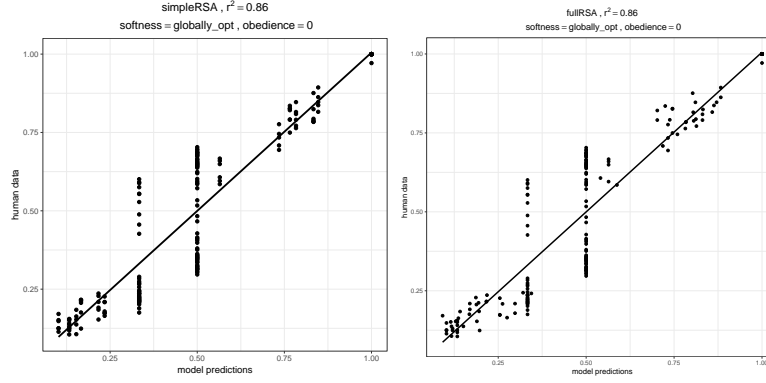 simpleRSA , r² = 0.86
softness = globally_opt , obedience = 0
1.00
0.75
0.50
0.25
human data
0.25 0.50 0.75 1.00
model predictions
fullRSA , r² = 0.86
softness = globally_opt , obedience = 0
1.00
0.75
0.50
0.25
human data
0.25 0.50 0.75 1.00
model predictions